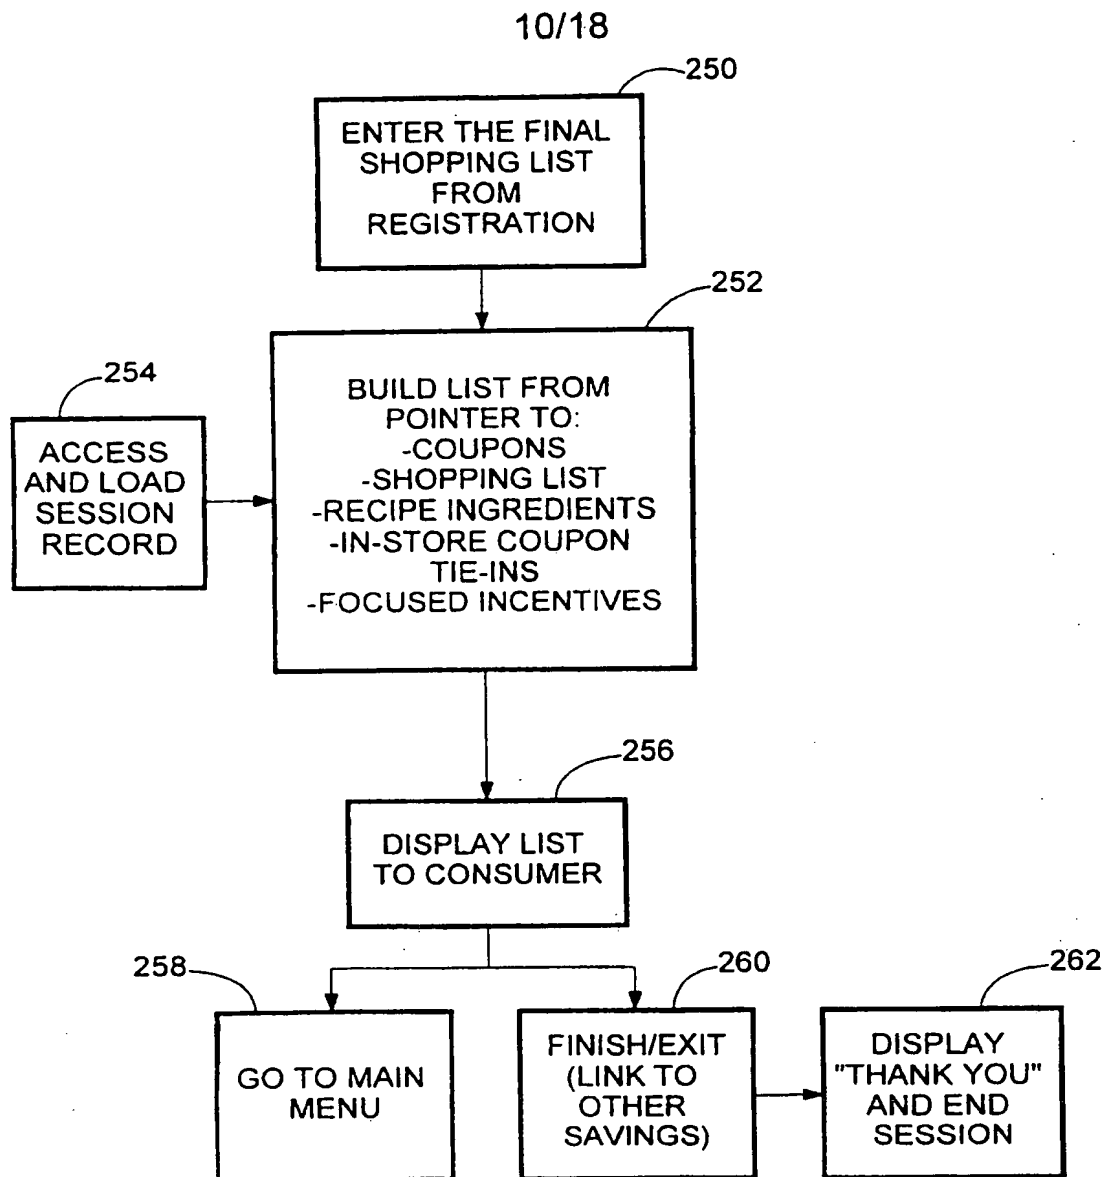 10/18
250
ENTER THE FINAL
SHOPPING LIST
FROM
REGISTRATION
252
BUILD LIST FROM
POINTER TO:
-COUPONS
-SHOPPING LIST
-RECIPE INGREDIENTS
-IN-STORE COUPON
TIE-INS
-FOCUSED INCENTIVES
254
ACCESS
AND LOAD
SESSION
RECORD
256
DISPLAY LIST
TO CONSUMER
258
GO TO MAIN
MENU
260
FINISH/EXIT
(LINK TO
OTHER
SAVINGS)
262
DISPLAY
"THANK YOU"
AND END
SESSION